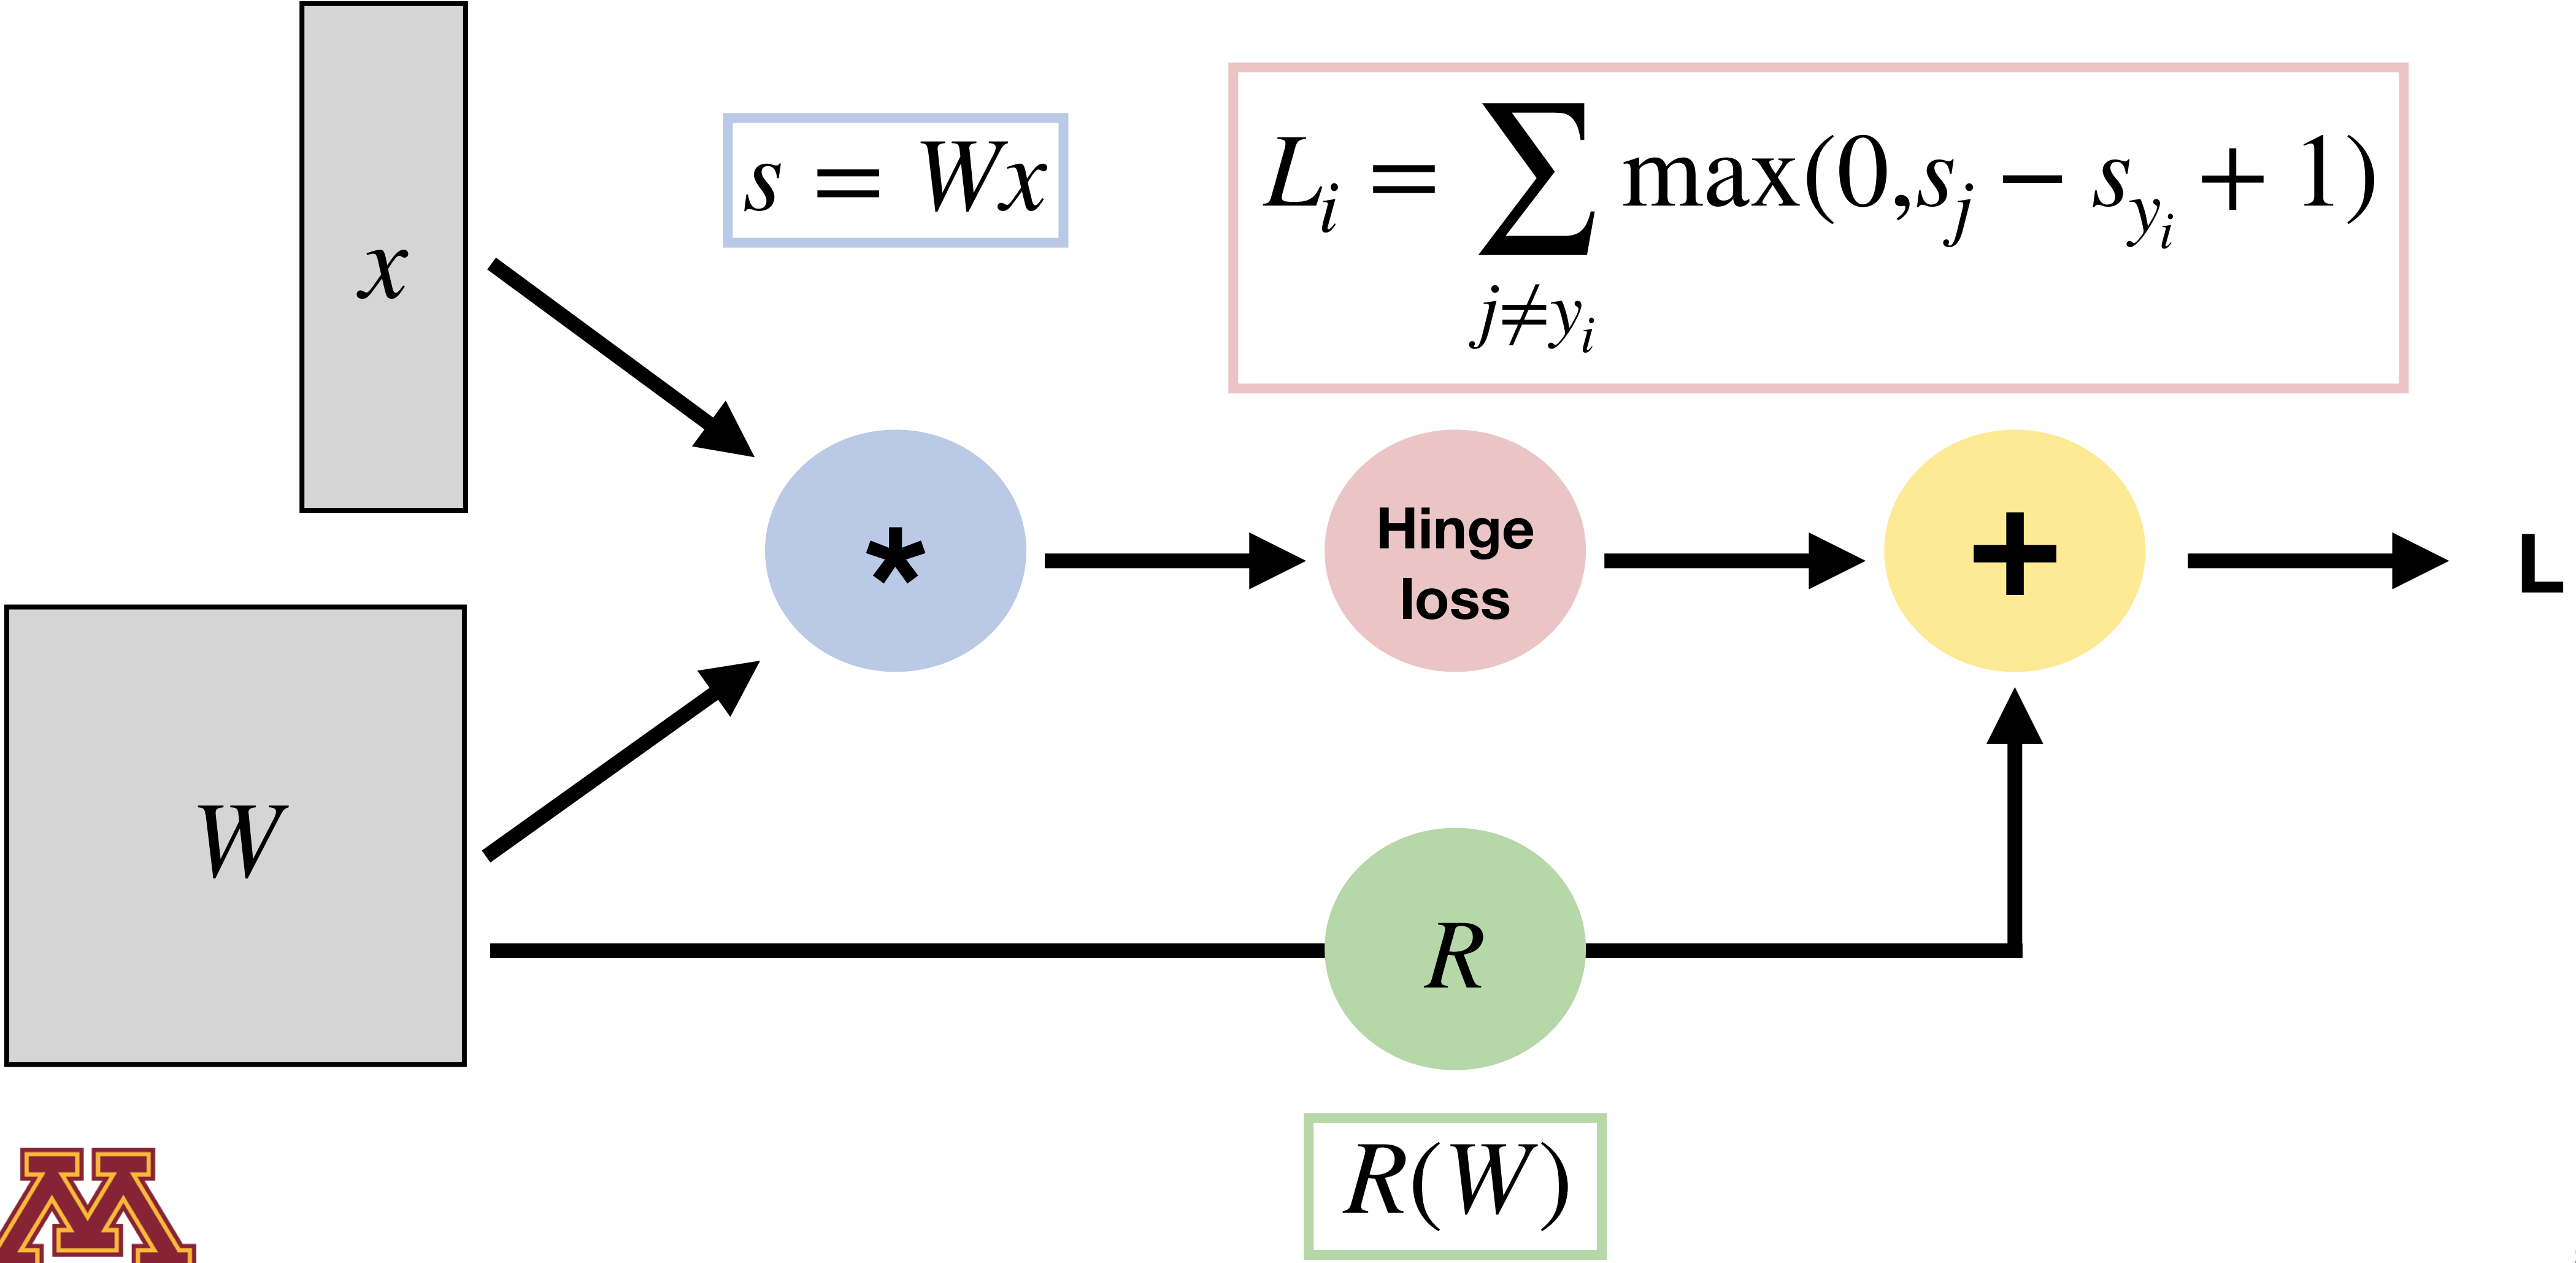 x
s = Wx
L_i = ∑_{j≠y_i} max(0,s_j − s_{y_i} + 1)
*
Hinge
loss
+
L
W
R
R(W)
M